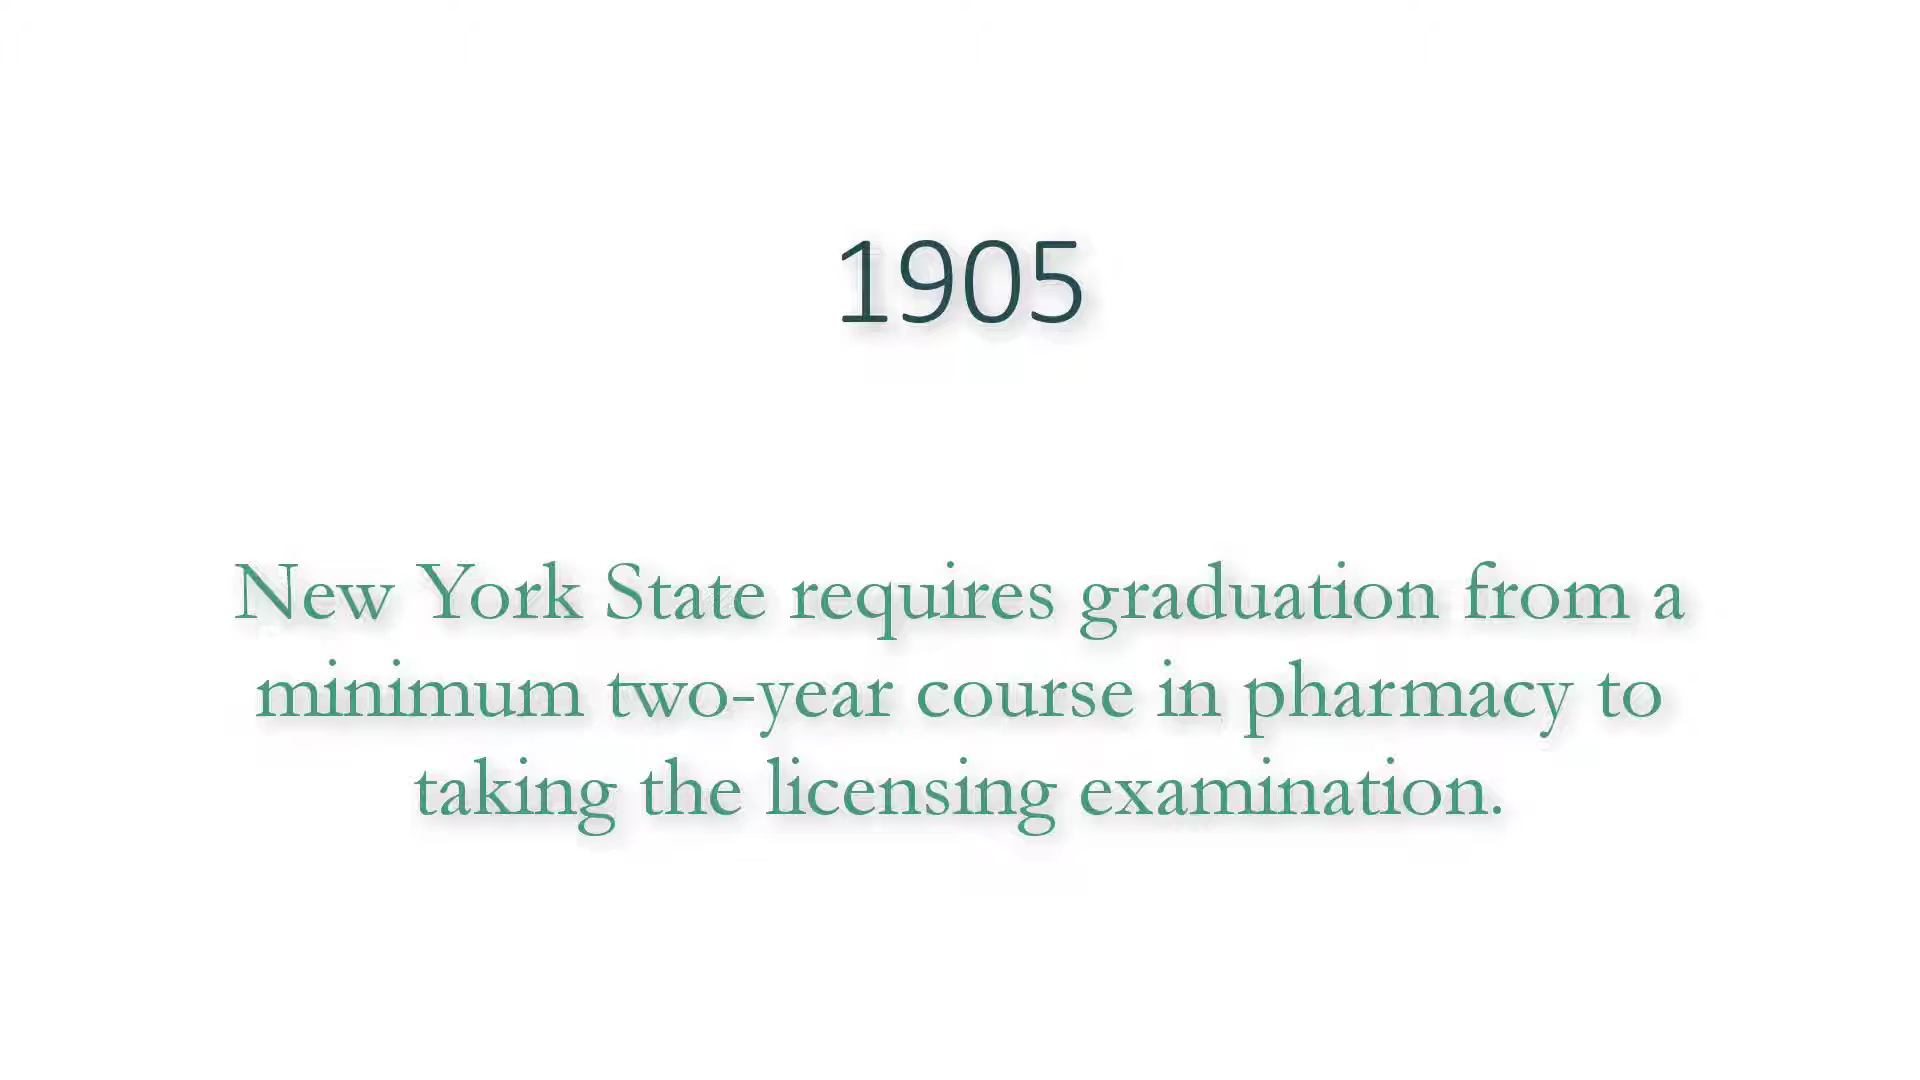 1905
New York State requires graduation from a
minimum two-year course in pharmacy to
taking the licensing examination.